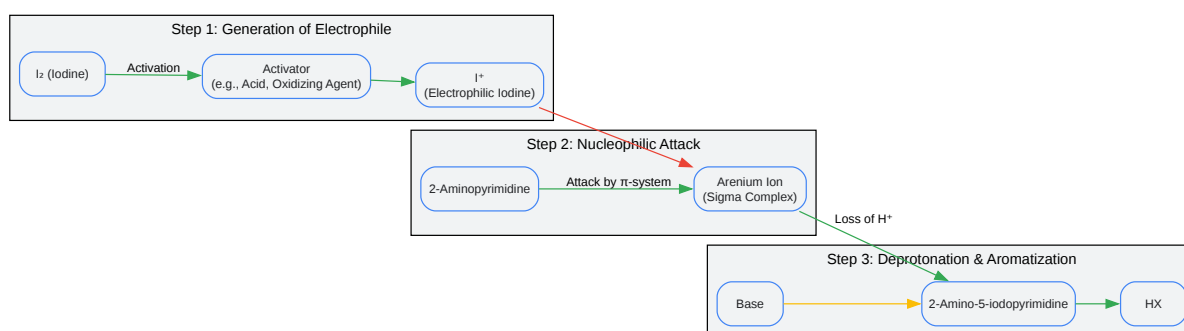 Step 1: Generation of Electrophile
I₂ (Iodine)
Activation
Activator
(e.g., Acid, Oxidizing Agent)
I⁺
(Electrophilic Iodine)
Step 2: Nucleophilic Attack
2-Aminopyrimidine
Attack by π-system
Arenium Ion
(Sigma Complex)
Loss of H⁺
Step 3: Deprotonation & Aromatization
Base
2-Amino-5-iodopyrimidine
HX